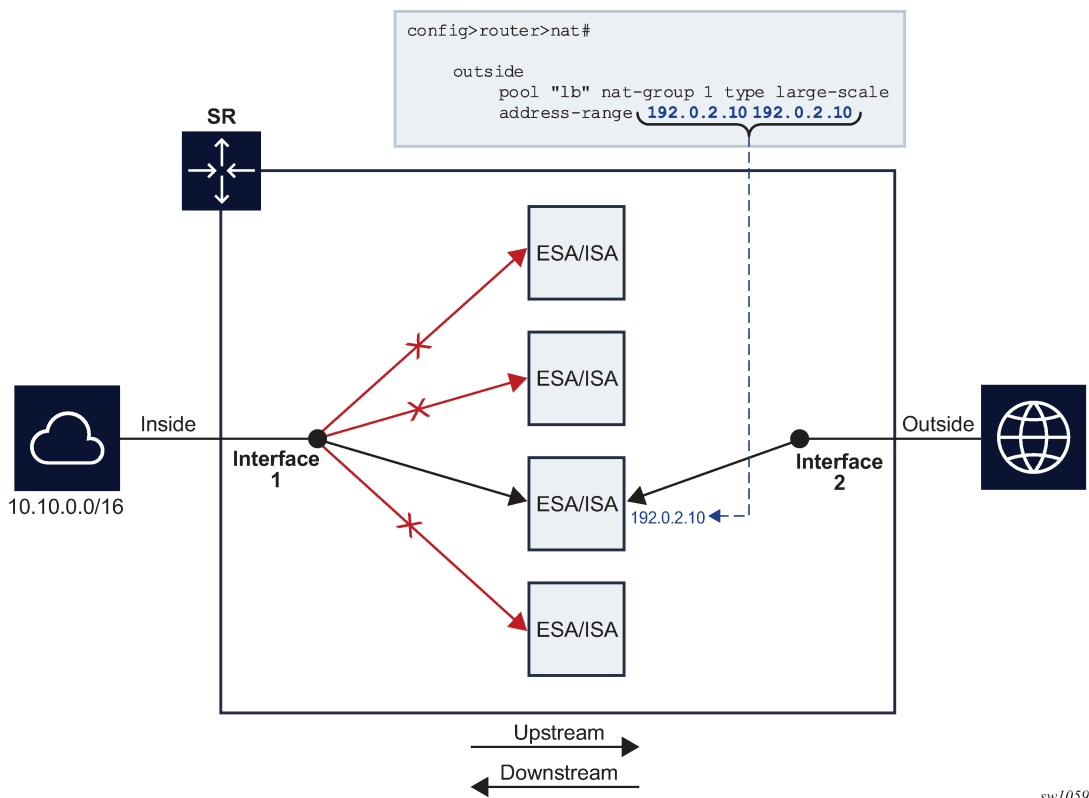 config>router>nat#
outside
pool "lb" nat-group 1 type large-scale
address-range 192.0.2.10 192.0.2.10
SR
ESA/ISA
ESA/ISA
Inside
Outside
Interface
1
Interface
2
10.10.0.0/16
ESA/ISA
192.0.2.10
ESA/ISA
Upstream
Downstream
sw1059